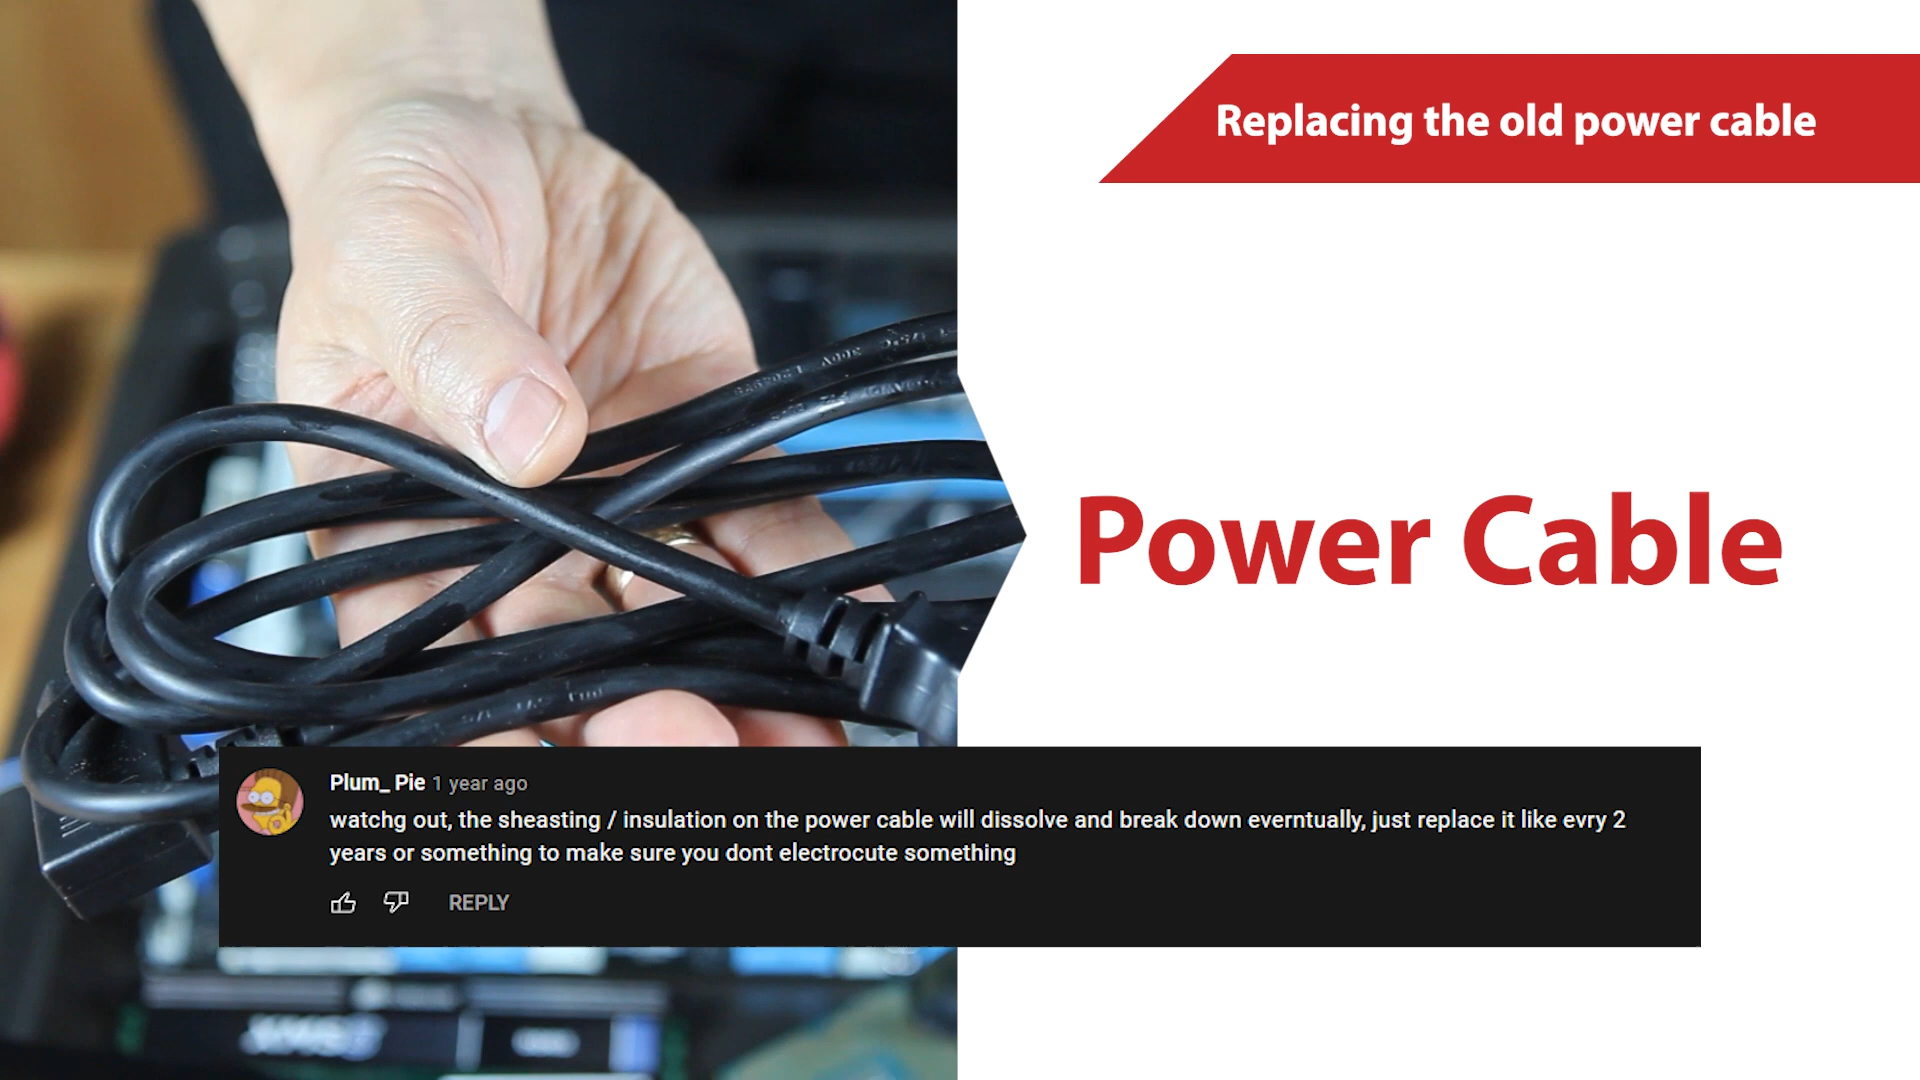 Replacing the old power cable
Power Cable
300V
Plum_ Pie 1 year ago
watchg out, the sheasting / insulation on the power cable will dissolve and break down everntually, just replace it like evry 2
years or something to make sure you dont electrocute something
REPLY